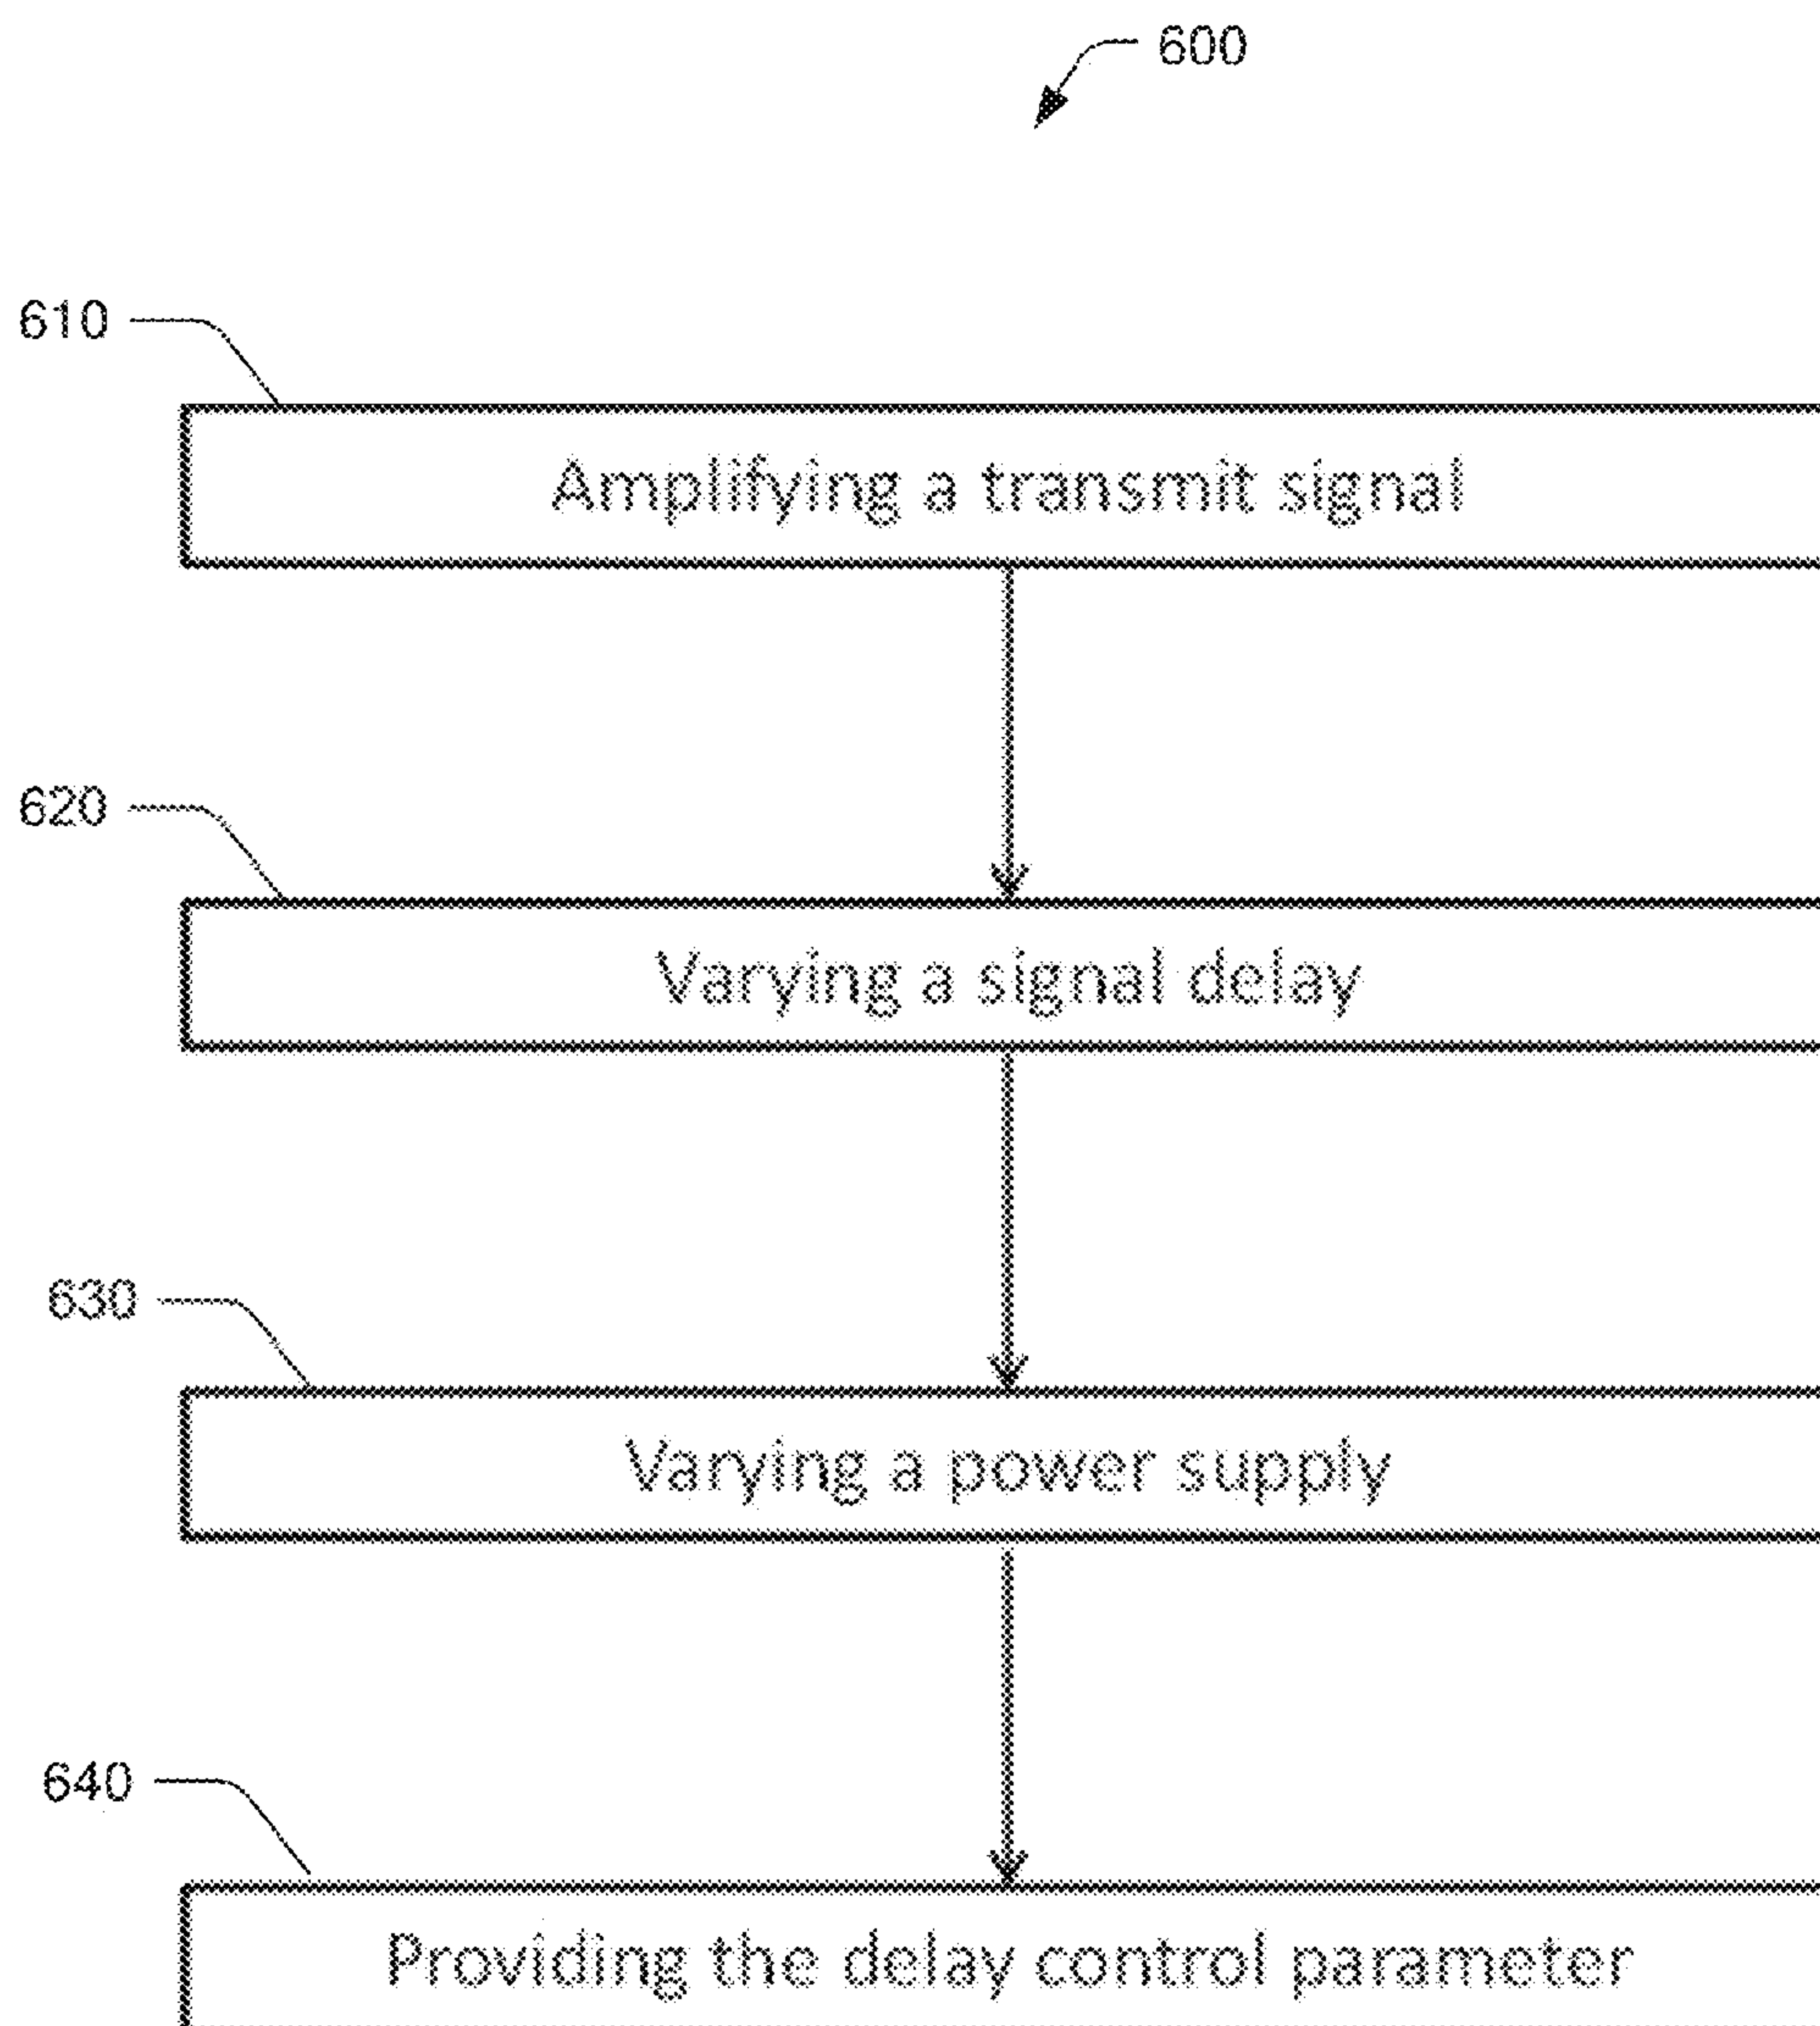 600
610
Amplifying a transmit signal
620
Varying a signal delay
630
Varying a power supply
640
Providing the delay control parameter